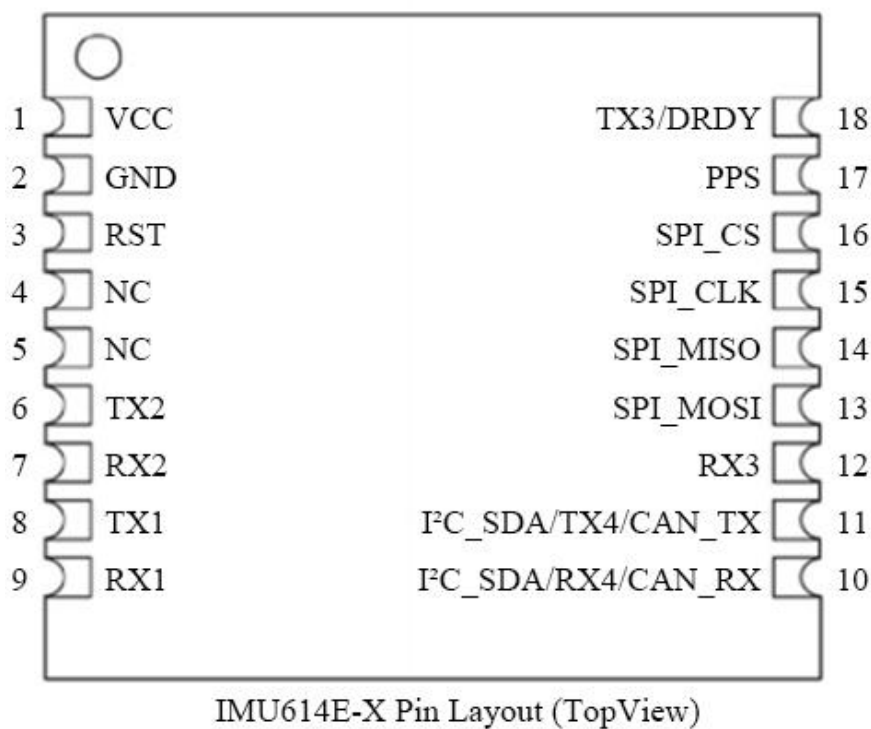 1 VCC TX3/DRDY 18
2 GND PPS 17
3 RST SPI_CS 16
4 NC SPI_CLK 15
5 NC SPI_MISO 14
6 TX2 SPI_MOSI 13
7 RX2 RX3 12
8 TX1 I²C_SDA/TX4/CAN_TX 11
9 RX1 I²C_SDA/RX4/CAN_RX 10
IMU614E-X Pin Layout (TopView)